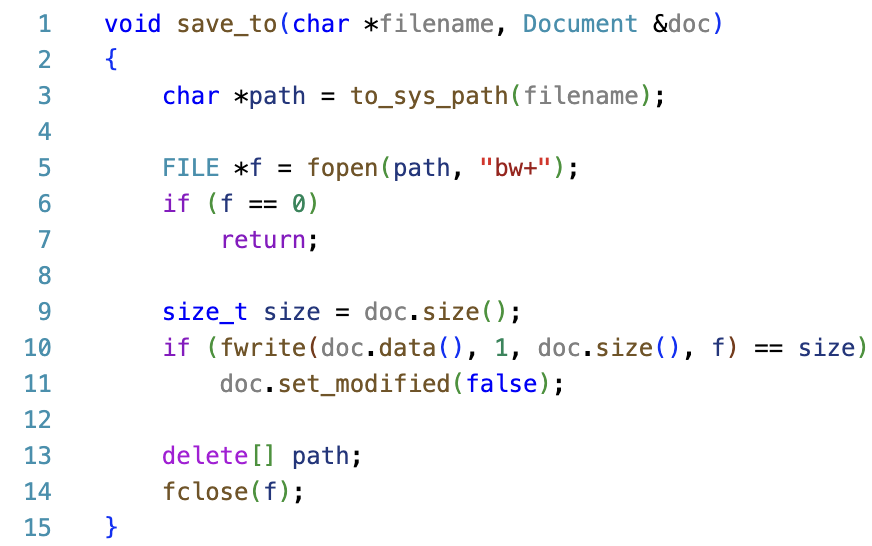 1 void save_to(char *filename, Document &doc)
2 {
3 char *path = to_sys_path(filename);
4
5 FILE *f = fopen(path, "bw+");
6 if (f == 0)
7 return;
8
9 size_t size = doc.size();
10 if (fwrite(doc.data(), 1, doc.size(), f) == size)
11 doc.set_modified(false);
12
13 delete[] path;
14 fclose(f);
15 }